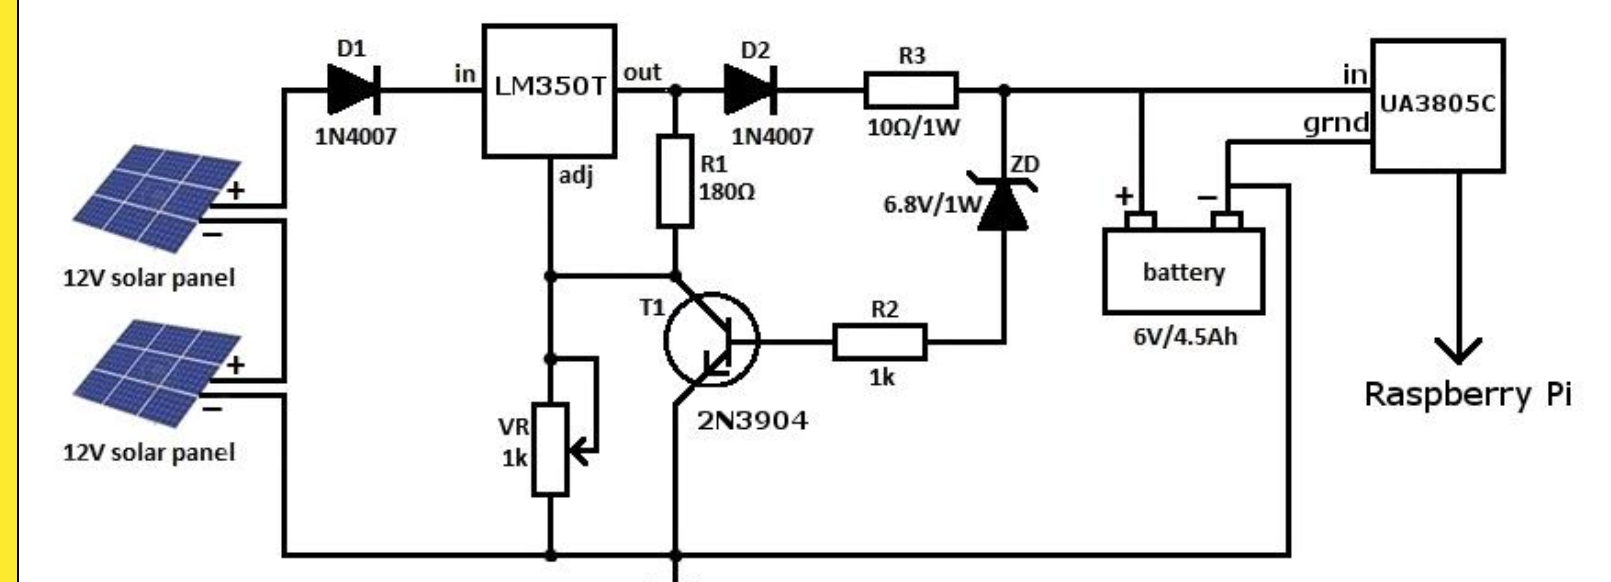 D1
1N4007
in
LM350T
out
adj
D2
1N4007
R3
10Ω/1W
in
grnd
UA3805C
R1
180Ω
ZD
6.8V/1W
+
−
12V solar panel
+
−
battery
6V/4.5Ah
T1
R2
1k
2N3904
+
−
12V solar panel
VR
1k
Raspberry Pi